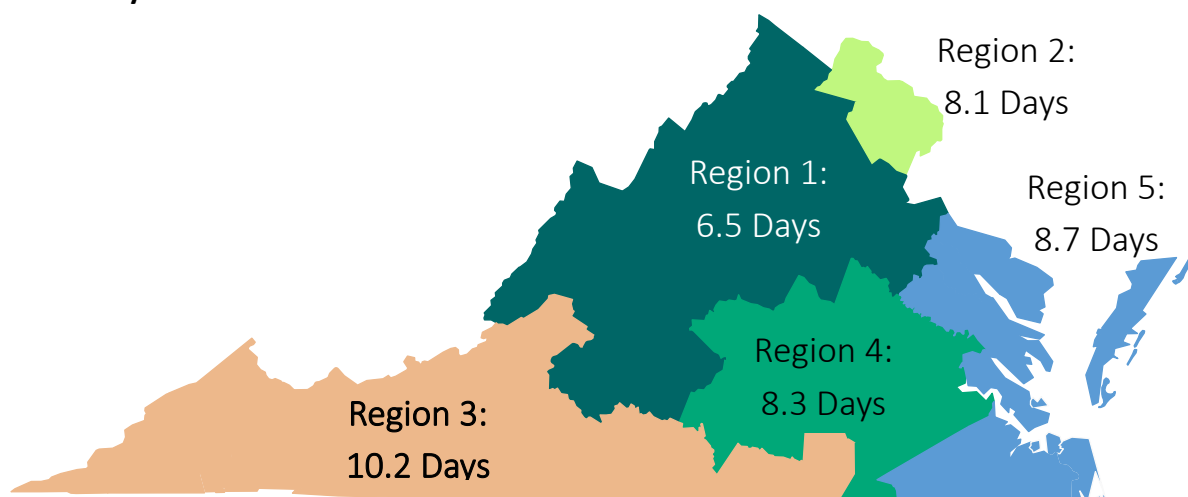 Region 2:
8.1 Days
Region 1:
6.5 Days
Region 5:
8.7 Days
Region 4:
8.3 Days
Region 3:
10.2 Days